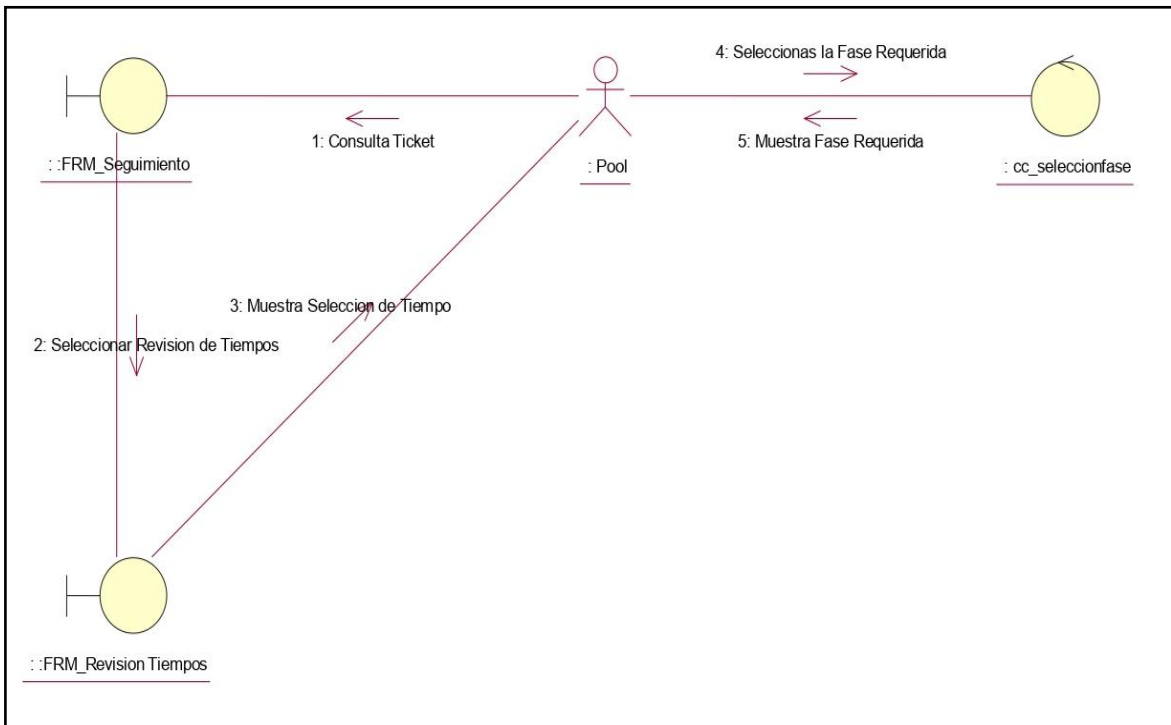 4: Seleccionas la Fase Requerida
1: Consulta Ticket
5: Muestra Fase Requerida
: :FRM_Seguimiento
: Pool
: cc_seleccionfase
3: Muestra Seleccion de Tiempo
2: Seleccionar Revision de Tiempos
: :FRM_Revision Tiempos